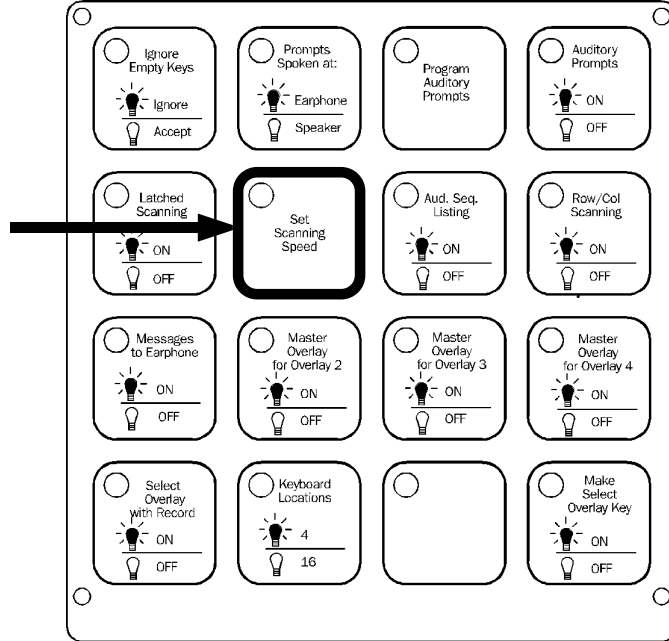 Ignore
Empty Keys
Ignore
Accept
Prompts
Spoken at:
Earphone
Speaker
Program
Auditory
Prompts
Auditory
Prompts
ON
OFF
Latched
Scanning
ON
OFF
Set
Scanning
Speed
Aud. Seq.
Listing
ON
OFF
Row/Col
Scanning
ON
OFF
Messages
to Earphone
ON
OFF
Master
Overlay
for Overlay 2
ON
OFF
Master
Overlay
for Overlay 3
ON
OFF
Master
Overlay
for Overlay 4
ON
OFF
Select
Overlay
with Record
ON
OFF
Keyboard
Locations
4
16
Make
Select
Overlay Key
ON
OFF